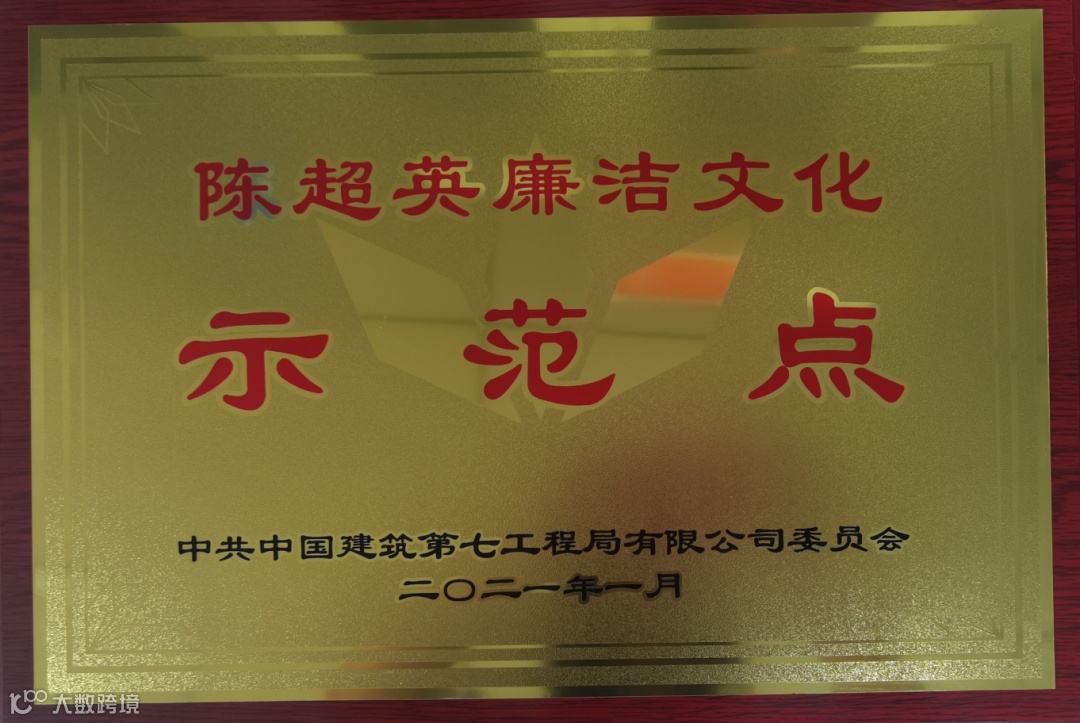 陈超英廉洁文化
示范点
中共中国建筑第七工程局有限公司委员会
二〇二一年一月
大数跨境